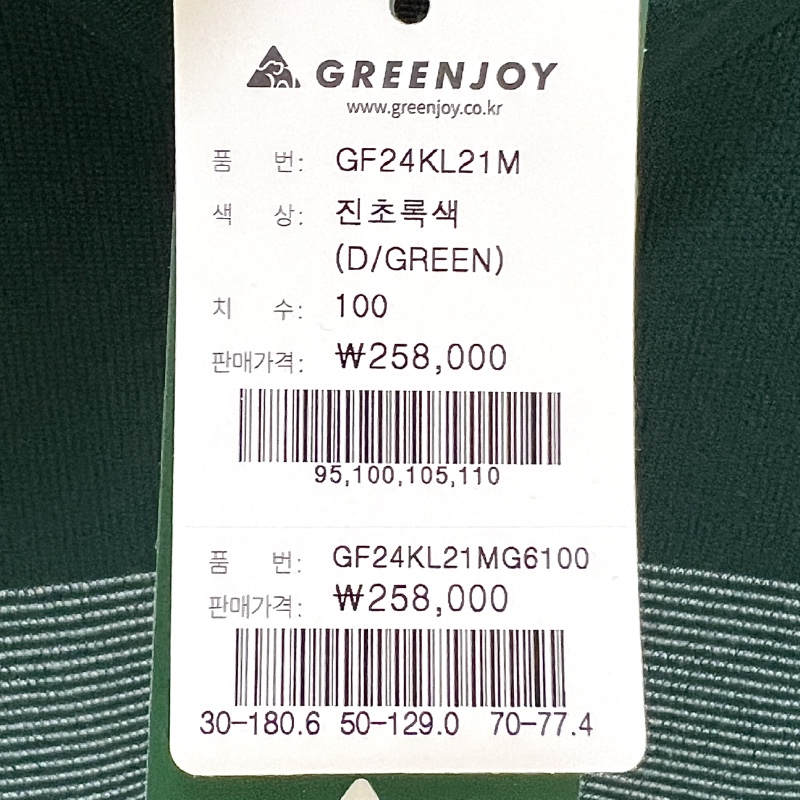 GREENJOY
www.greenjoy.co.kr
품 번: GF24KL21M
색 상: 진초록색
(D/GREEN)
치 수: 100
판매가격: ₩258,000
95,100,105,110
품 번: GF24KL21MG6100
판매가격: ₩258,000
30-180.6 50-129.0 70-77.4